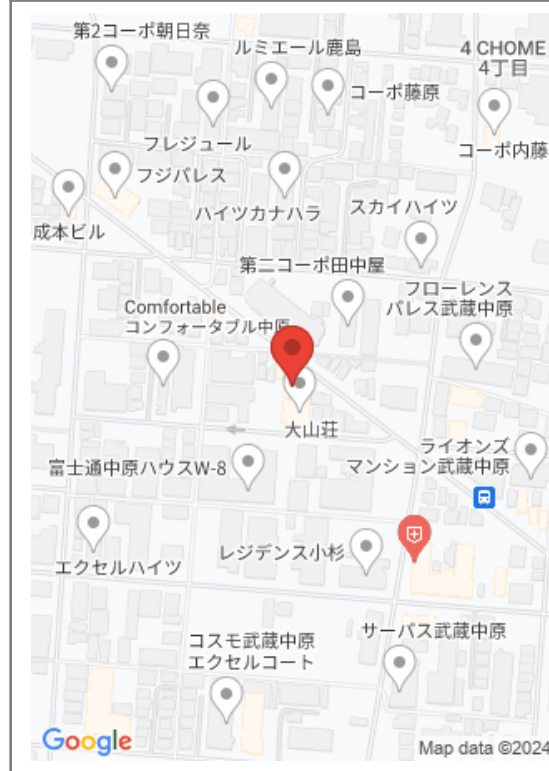 第2コーポ朝日奈
ルミエール鹿島
4 CHOME
4丁目
コーポ藤原
フレジュール
コーポ内藤
フジパレス
ハイツカナハラ
スカイハイツ
成本ビル
第二コーポ田中屋
フローレンス
パレス武蔵中原
Comfortable
コンフォータブル中原
大山荘
ライオンズ
マンション武蔵中原
富士通中原ハウスW-8
レジデンス小杉
エクセルハイツ
サーパス武蔵中原
コスモ武蔵中原
エクセルコート
Google
Map data ©2024